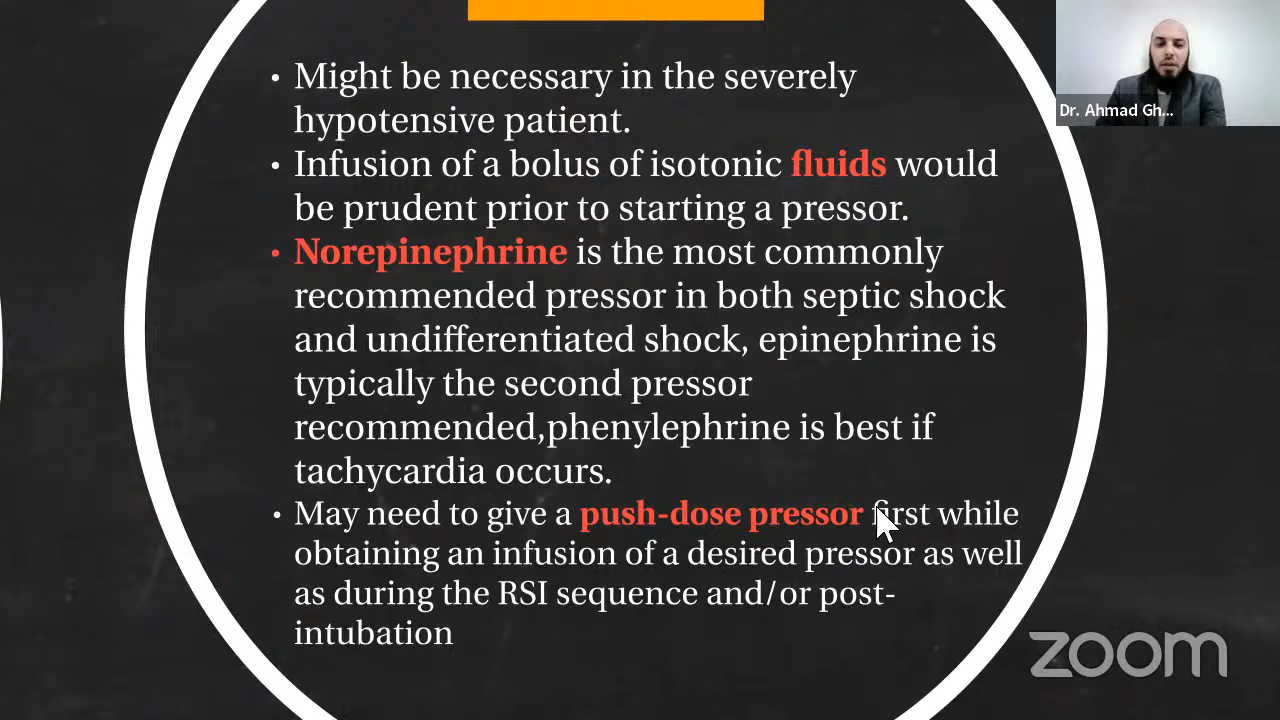 • Might be necessary in the severely
hypotensive patient.
• Infusion of a bolus of isotonic fluids would
be prudent prior to starting a pressor.
• Norepinephrine is the most commonly
recommended pressor in both septic shock
and undifferentiated shock, epinephrine is
typically the second pressor
recommended,phenylephrine is best if
tachycardia occurs.
• May need to give a push-dose pressor first while
obtaining an infusion of a desired pressor as well
as during the RSI sequence and/or post-
intubation
Dr. Ahmad Gh...
zoom